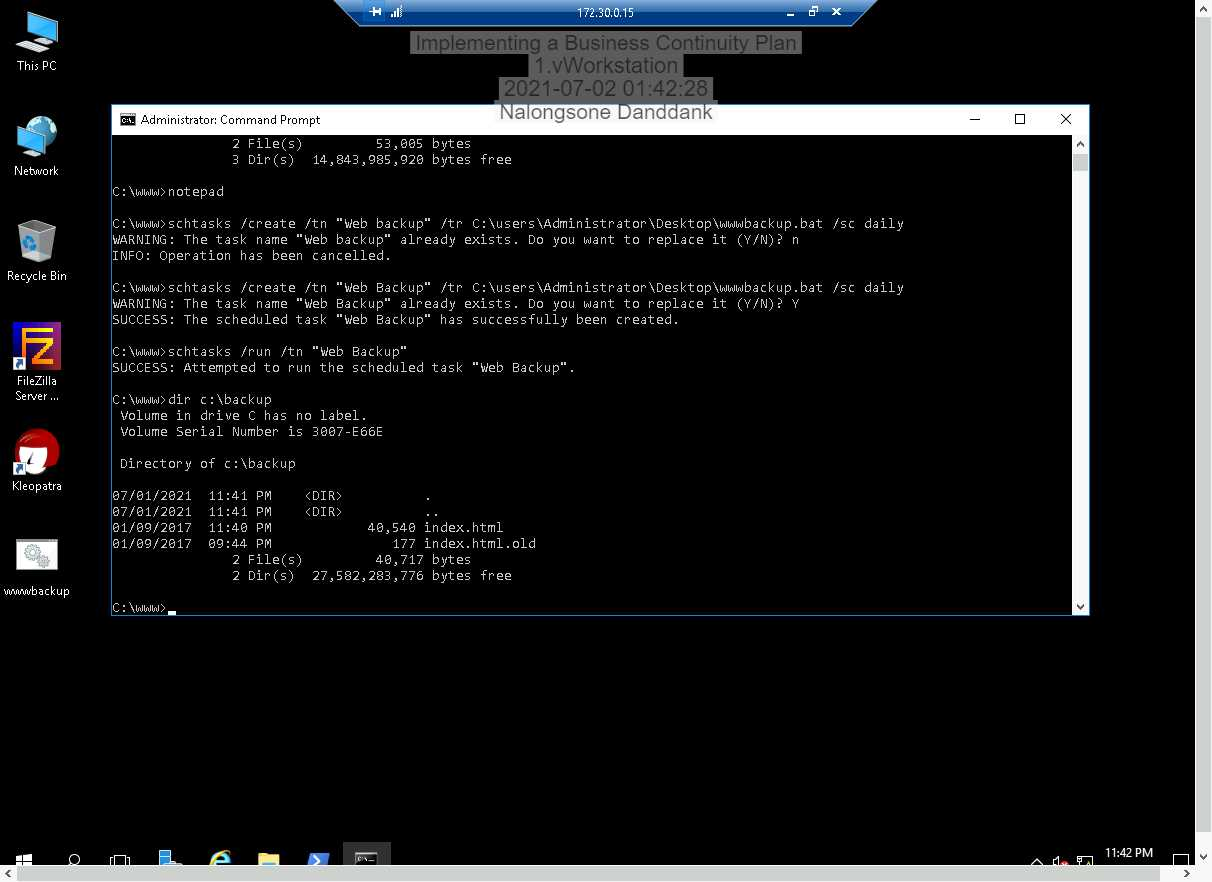 172.30.0.15
Implementing a Business Continuity Plan
1.vWorkstation
2021-07-02 01:42:28
Nalongsone Danddank
This PC
Network
Recycle Bin
FileZilla
Server ...
Kleopatra
wwwbackup
Administrator: Command Prompt
2 File(s) 53,005 bytes
3 Dir(s) 14,843,985,920 bytes free
C:\www>notepad
C:\www>schtasks /create /tn "Web backup" /tr C:\users\Administrator\Desktop\wwwbackup.bat /sc daily
WARNING: The task name "Web backup" already exists. Do you want to replace it (Y/N)? n
INFO: Operation has been cancelled.
C:\www>schtasks /create /tn "Web Backup" /tr C:\users\Administrator\Desktop\wwwbackup.bat /sc daily
WARNING: The task name "Web Backup" already exists. Do you want to replace it (Y/N)? Y
SUCCESS: The scheduled task "Web Backup" has successfully been created.
C:\www>schtasks /run /tn "Web Backup"
SUCCESS: Attempted to run the scheduled task "Web Backup".
C:\www>dir c:\backup
Volume in drive C has no label.
Volume Serial Number is 3007-E66E
Directory of c:\backup
07/01/2021 11:41 PM <DIR> .
07/01/2021 11:41 PM <DIR> ..
01/09/2017 11:40 PM 40,540 index.html
01/09/2017 09:44 PM 177 index.html.old
2 File(s) 40,717 bytes
2 Dir(s) 27,582,283,776 bytes free
C:\www>
11:42 PM